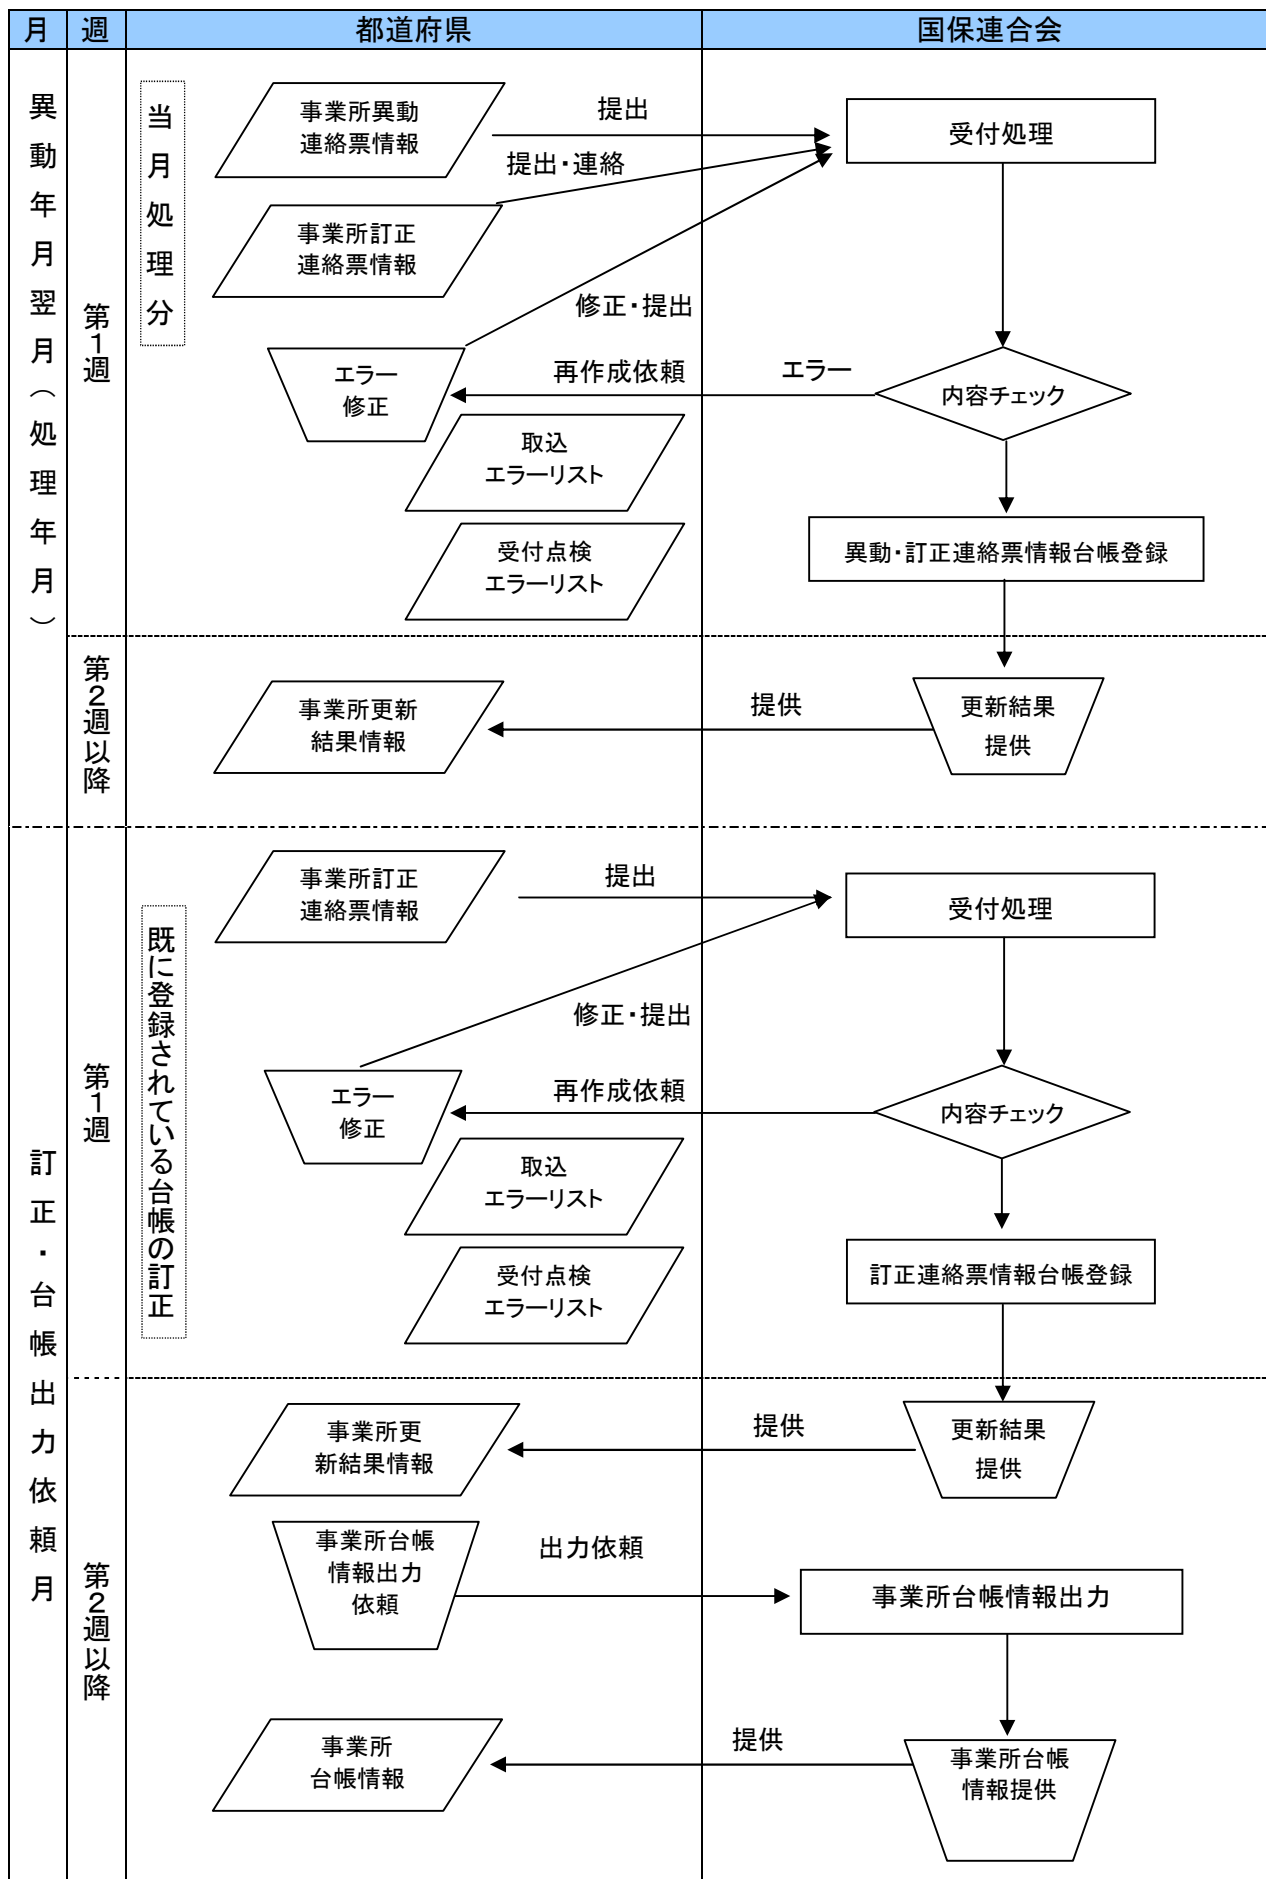 月
週
都道府県
国保連合会
異動年月翌月（処理年月）
第1週
当月処理分
事業所異動
連絡票情報
提出
受付処理
提出・連絡
事業所訂正
連絡票情報
修正・提出
エラー
修正
再作成依頼
エラー
内容チェック
取込
エラーリスト
受付点検
エラーリスト
異動・訂正連絡票情報台帳登録
第2週以降
事業所更新
結果情報
提供
更新結果
提供
訂正・台帳出力依頼月
第1週
既に登録されている台帳の訂正
事業所訂正
連絡票情報
提出
受付処理
修正・提出
エラー
修正
再作成依頼
内容チェック
取込
エラーリスト
受付点検
エラーリスト
訂正連絡票情報台帳登録
第2週以降
事業所更
新結果情報
提供
更新結果
提供
事業所台帳
情報出力
依頼
出力依頼
事業所台帳情報出力
事業所
台帳情報
提供
事業所台帳
情報提供